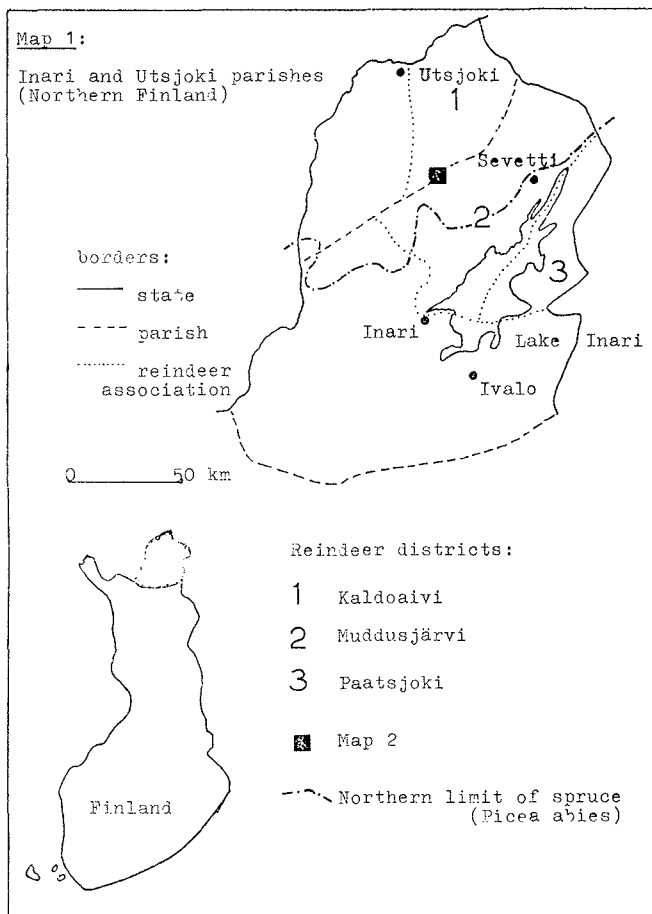 Map 1:
Inari and Utsjoki parishes
(Northern Finland)
Utsjoki
1
Sevetti
2
3
borders:
state
parish
reindeer
association
Inari
Lake Inari
Ivalo
0 50 km
Reindeer districts:
1 Kaldoaivi
2 Muddusjärvi
3 Paatsjoki
Map 2
Northern limit of spruce
(Picea abies)
Finland